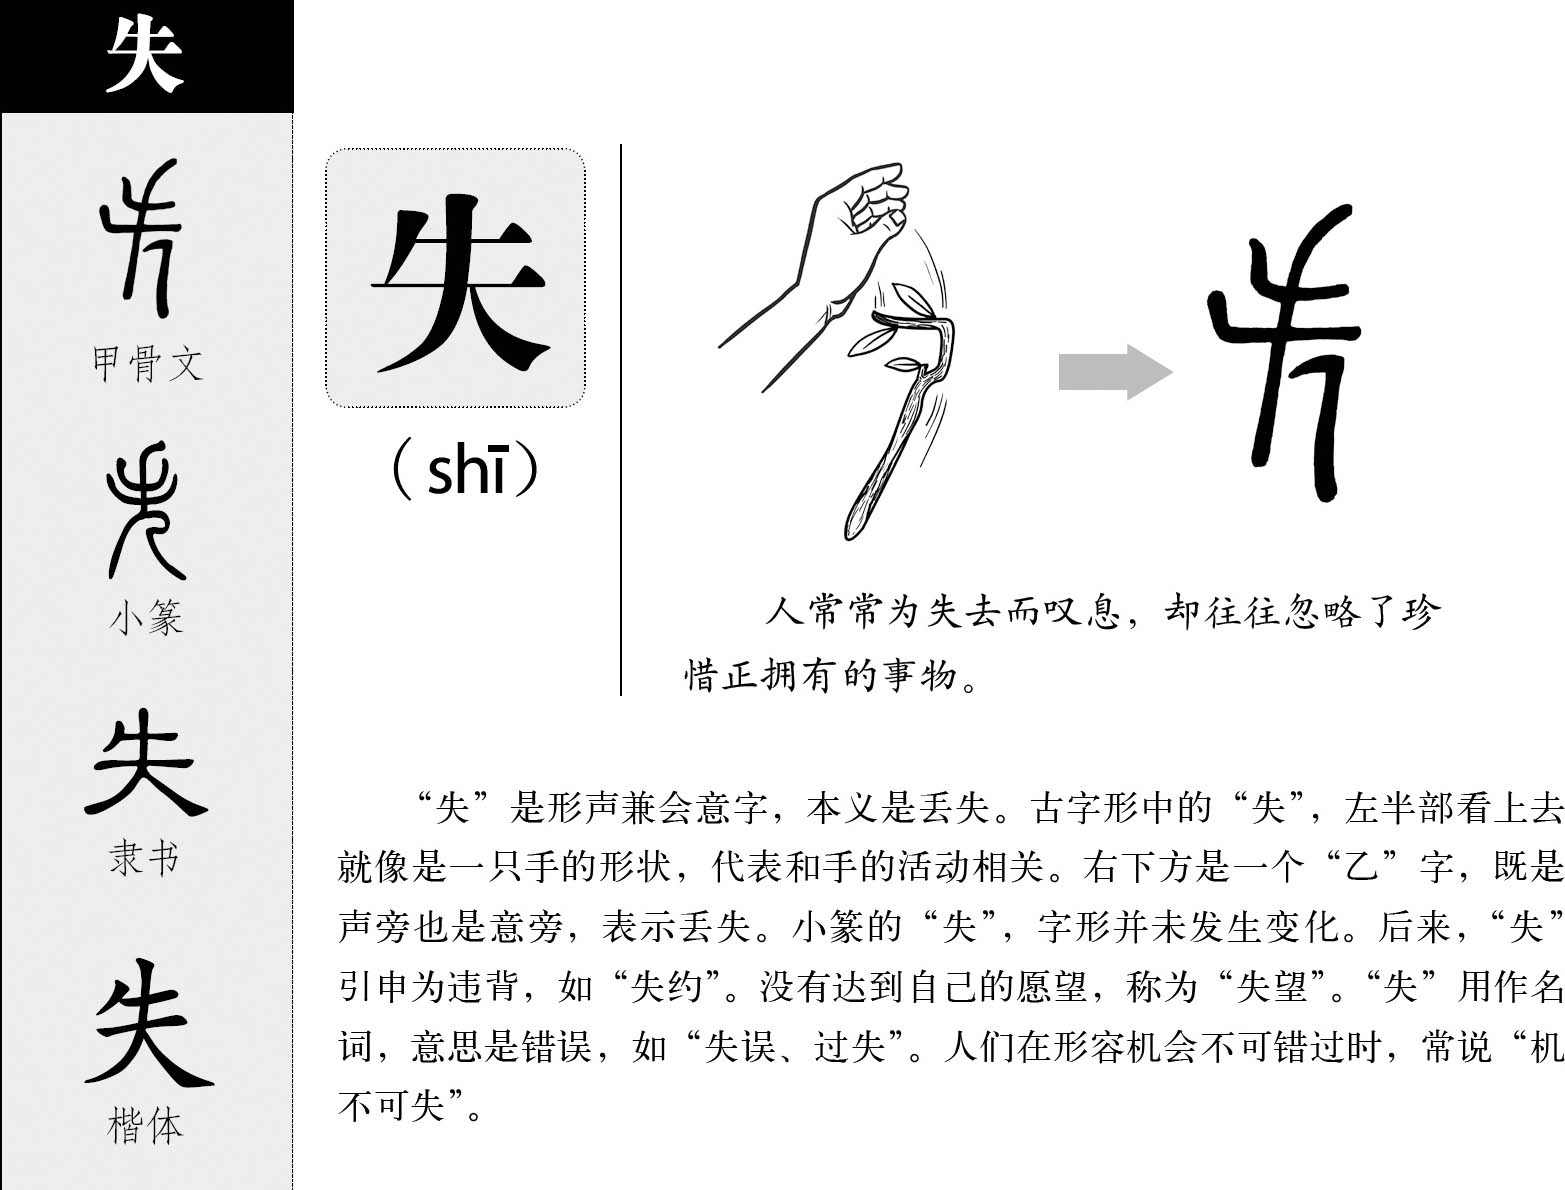 失
甲骨文
小篆
隶书
楷体
失
（shī）
人常常为失去而叹息，却往往忽略了珍
惜正拥有的事物。
“失”是形声兼会意字，本义是丢失。古字形中的“失”，左半部看上去
就像是一只手的形状，代表和手的活动相关。右下方是一个“乙”字，既是
声旁也是意旁，表示丢失。小篆的“失”，字形并未发生变化。后来，“失”
引申为违背，如“失约”。没有达到自己的愿望，称为“失望”。“失”用作名
词，意思是错误，如“失误、过失”。人们在形容机会不可错过时，常说“机
不可失”。